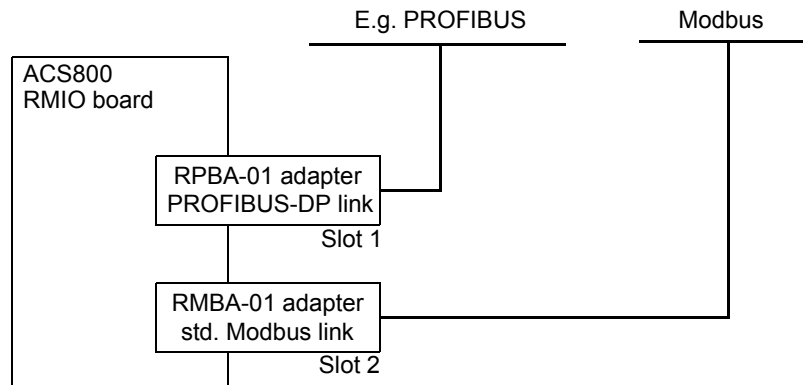 E.g. PROFIBUS
Modbus
ACS800
RMIO board
RPBA-01 adapter
PROFIBUS-DP link
Slot 1
RMBA-01 adapter
std. Modbus link
Slot 2